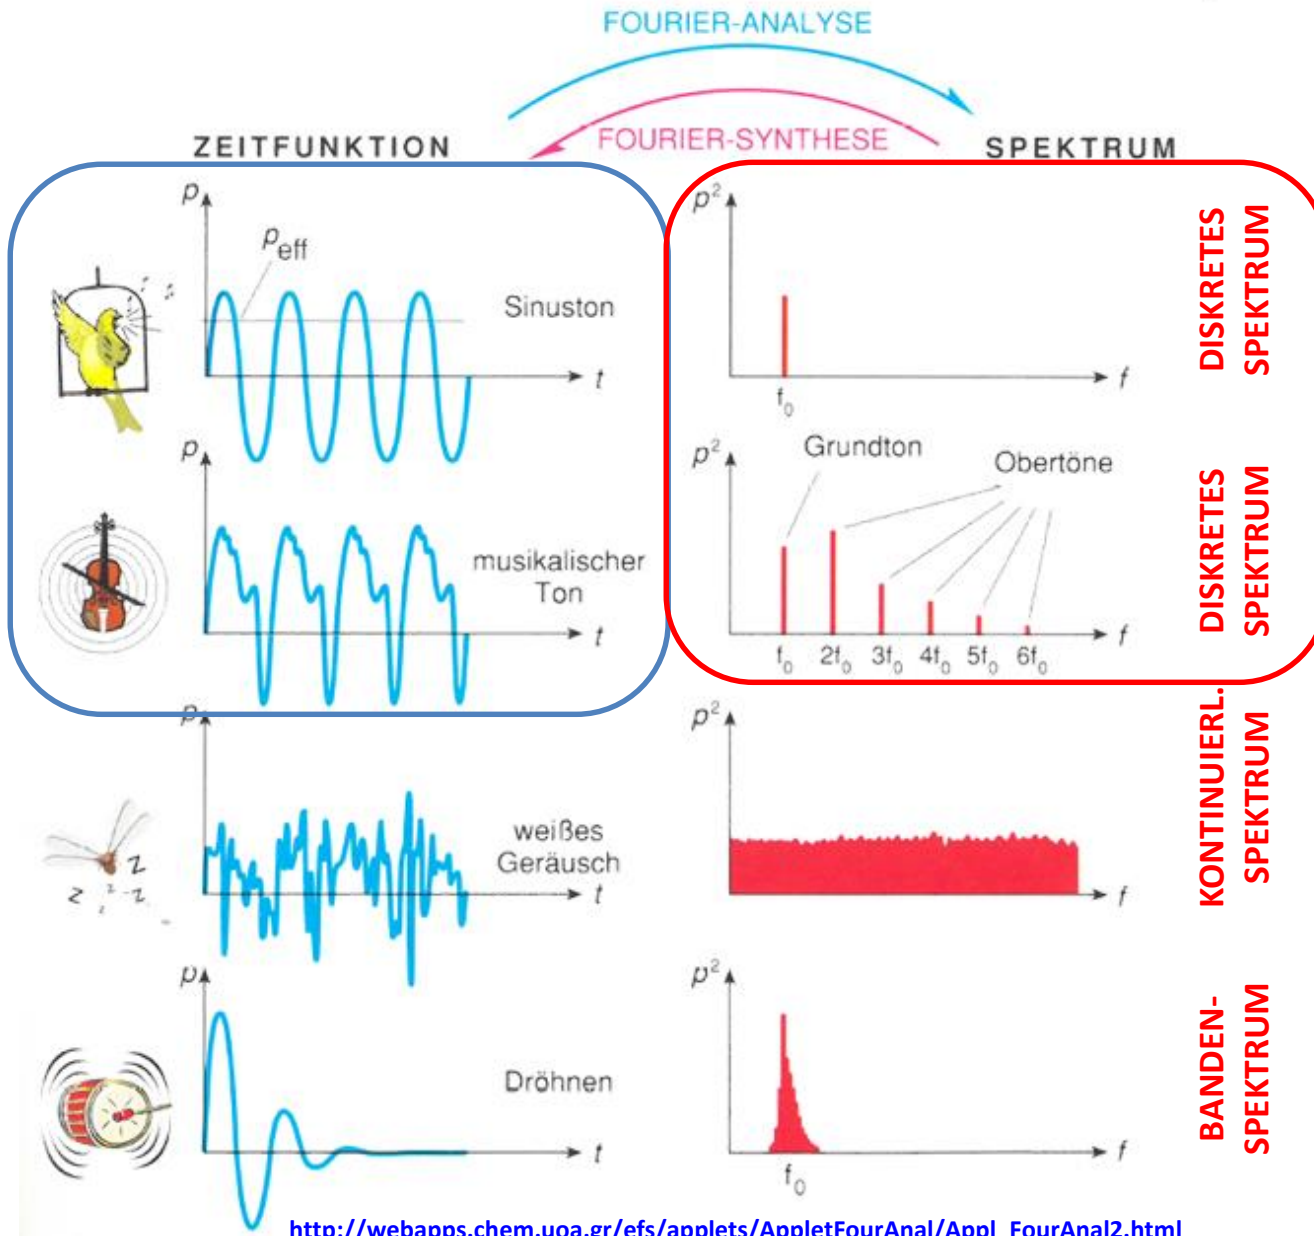 FOURIER-ANALYSE
FOURIER-SYNTHESE
ZEITFUNKTION
SPEKTRUM
p
p_eff
Sinuston
t
p²
f₀
f
DISKRETES
SPEKTRUM
p
musikalischer
Ton
t
p²
Grundton
Obertöne
f₀ 2f₀ 3f₀ 4f₀ 5f₀ 6f₀
f
DISKRETES
SPEKTRUM
p
weißes
Geräusch
t
z z z z z
p²
f
KONTINUIERL.
SPEKTRUM
p
Dröhnen
t
p²
f₀
f
BANDEN-
SPEKTRUM
http://webapps.chem.uoa.gr/efs/applets/AppletFourAnal/Appl_FourAnal2.html